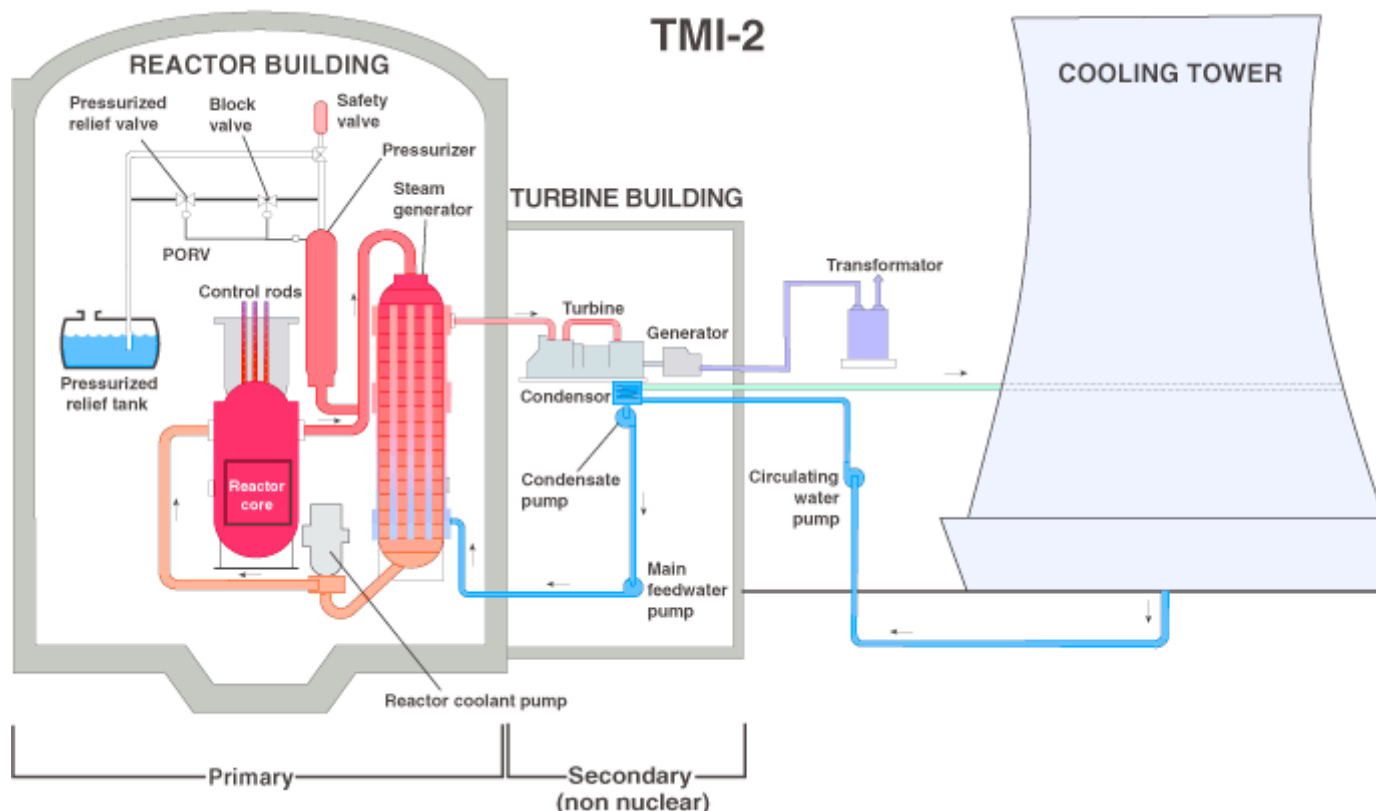 TMI-2
REACTOR BUILDING
COOLING TOWER
Pressurized
relief valve
Block
valve
Safety
valve
Pressurizer
Steam
generator
TURBINE BUILDING
PORV
Control rods
Transformator
Turbine
Generator
Pressurized
relief tank
Condensor
Reactor
core
Condensate
pump
Circulating
water
pump
Main
feedwater
pump
Reactor coolant pump
Primary
Secondary
(non nuclear)